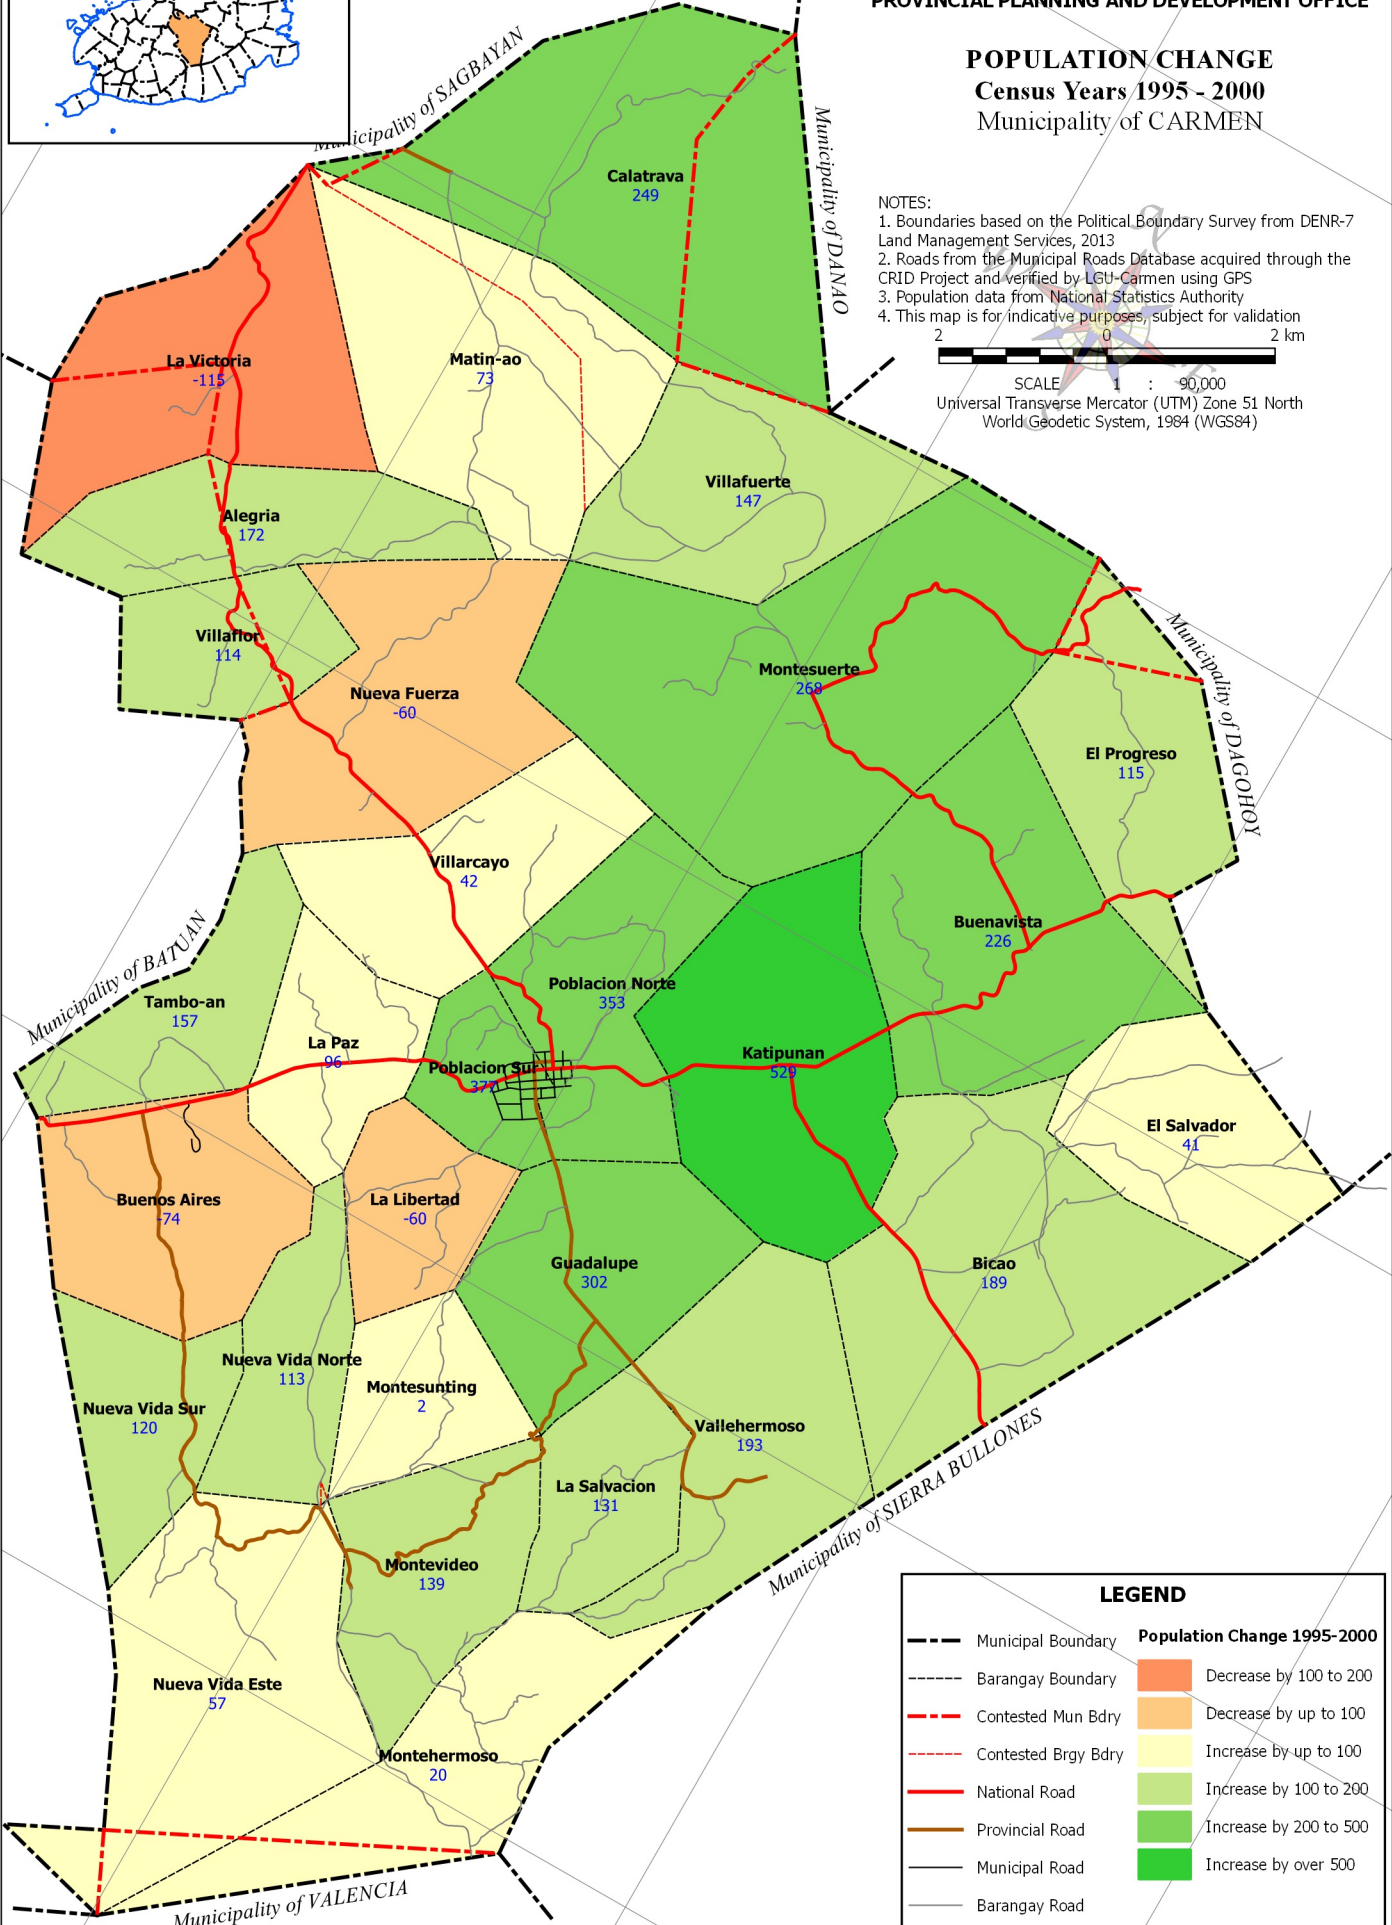 PROVINCIAL PLANNING AND DEVELOPMENT OFFICE
POPULATION CHANGE
Census Years 1995 - 2000
Municipality of CARMEN
NOTES:
1. Boundaries based on the Political Boundary Survey from DENR-7
Land Management Services, 2013
2. Roads from the Municipal Roads Database acquired through the
CRID Project and verified by LGU-Carmen using GPS
3. Population data from National Statistics Authority
4. This map is for indicative purposes, subject for validation
2 0 2 km
SCALE 1 : 90,000
Universal Transverse Mercator (UTM) Zone 51 North
World Geodetic System, 1984 (WGS84)
Municipality of SAGBAYAN
Municipality of DANAO
Calatrava
249
La Victoria
-115
Matin-ao
73
Villafuerte
147
Alegria
172
Villaflor
114
Nueva Fuerza
-60
Montesuerte
268
Municipality of DAGOHOY
El Progreso
115
Villarcayo
42
Buenavista
226
Municipality of BATUAN
Tambo-an
157
Poblacion Norte
353
La Paz
96
Poblacion Sur
377
Katipunan
529
El Salvador
41
Buenos Aires
-74
La Libertad
-60
Guadalupe
302
Bicao
189
Nueva Vida Norte
113
Montesunting
2
Nueva Vida Sur
120
Vallehermoso
193
La Salvacion
131
Municipality of SIERRA BULLONES
Montevideo
139
Nueva Vida Este
57
Montehermoso
20
Municipality of VALENCIA
LEGEND
Municipal Boundary
Barangay Boundary
Contested Mun Bdry
Contested Brgy Bdry
National Road
Provincial Road
Municipal Road
Barangay Road
Population Change 1995-2000
Decrease by 100 to 200
Decrease by up to 100
Increase by up to 100
Increase by 100 to 200
Increase by 200 to 500
Increase by over 500